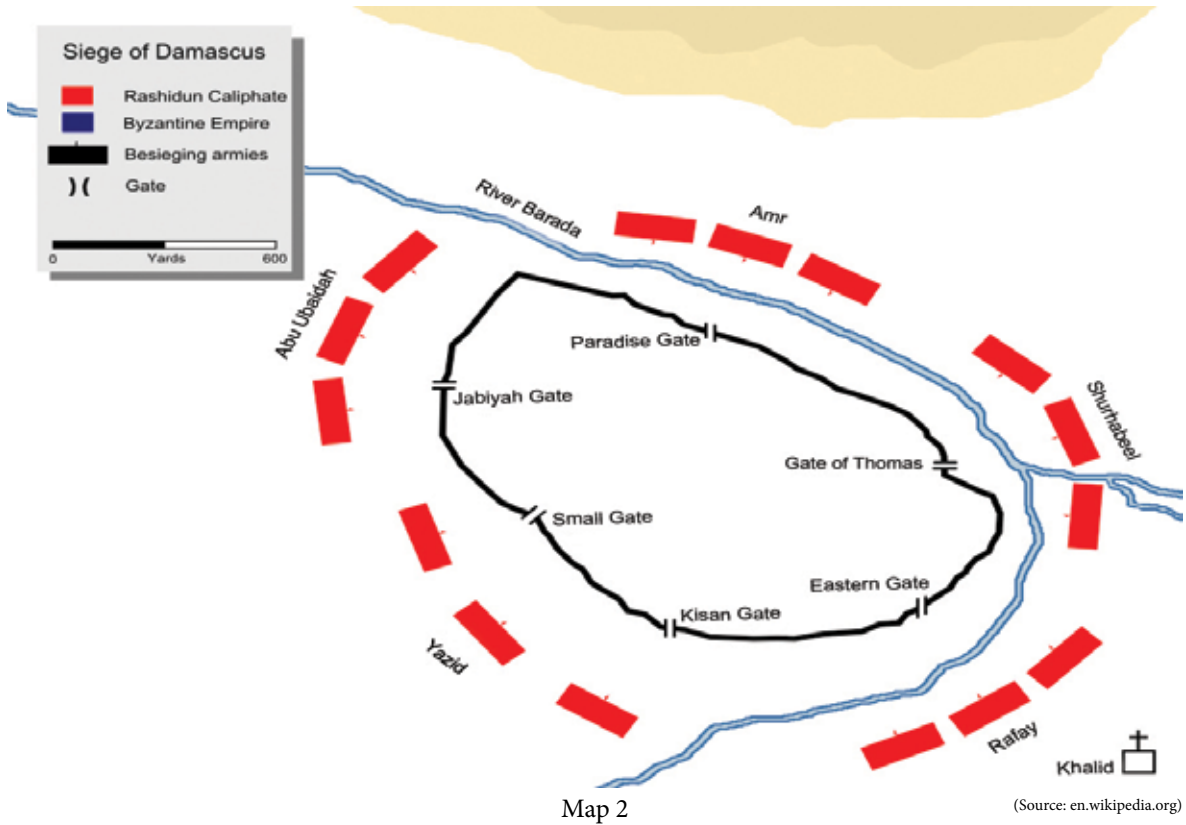 Siege of Damascus
Rashidun Caliphate
Byzantine Empire
Besieging armies
Gate
0 Yards 600
River Barada
Amr
Abu Ubaidah
Paradise Gate
Jabiyah Gate
Shurhabeel
Gate of Thomas
Small Gate
Eastern Gate
Kisan Gate
Yazid
Rafay
Khalid
Map 2
(Source: en.wikipedia.org)